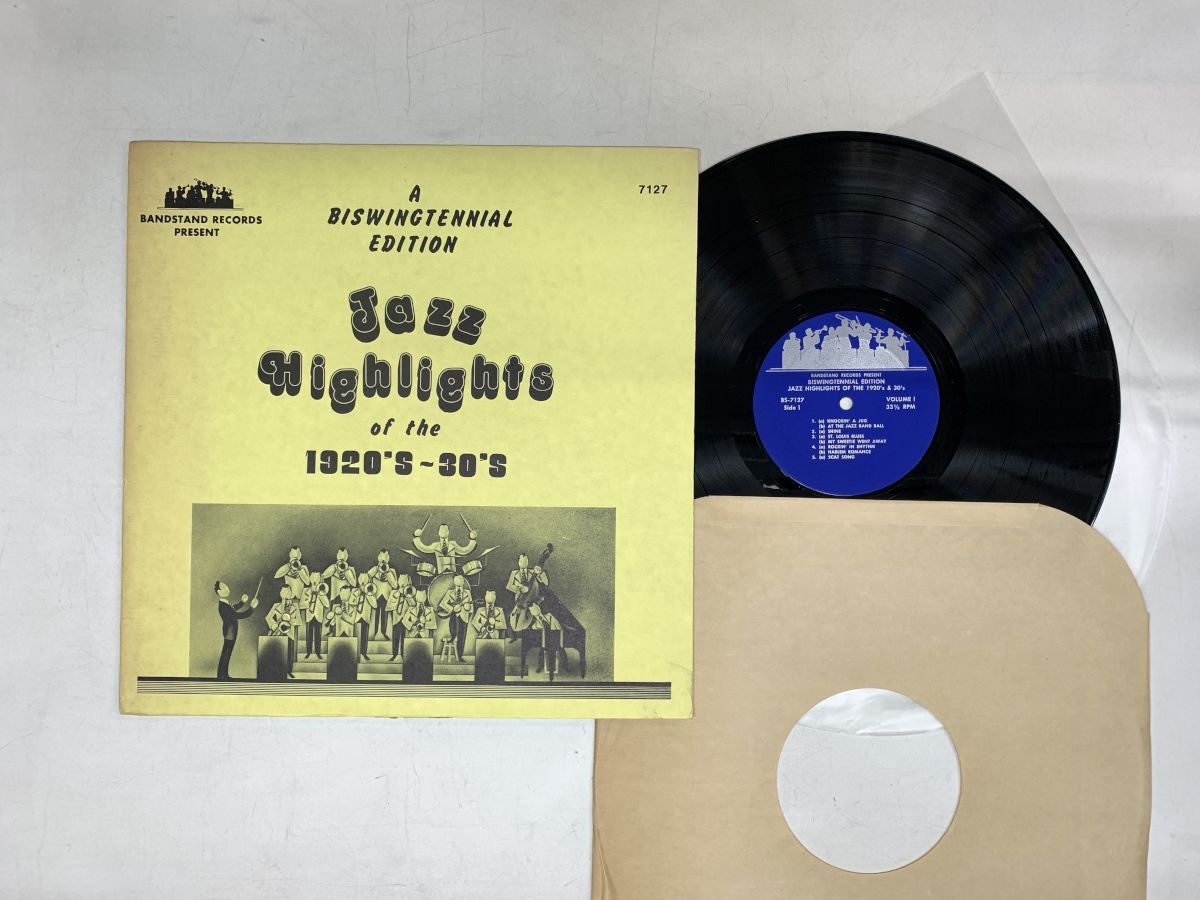 BANDSTAND RECORDS
PRESENT
A
BISWINGTENNIAL
EDITION
7127
Jazz
Highlights
of the
1920's ~ 30's
BANDSTAND RECORDS PRESENT
BISWINGTENNIAL EDITION
JAZZ HIGHLIGHTS OF THE 1920's & 30's
BS-7127 VOLUME I
Side 1 33⅓ RPM
1. (a) KNOCKIN' A JUG
(b) AT THE JAZZ BAND BALL
2. (a) SHINE
3. (a) ST. LOUIS BLUES
(b) MY SWEETIE WENT AWAY
4. (a) ROCKIN' IN RHYTHM
(b) HARLEM ROMANCE
5. (a) SCAT SONG